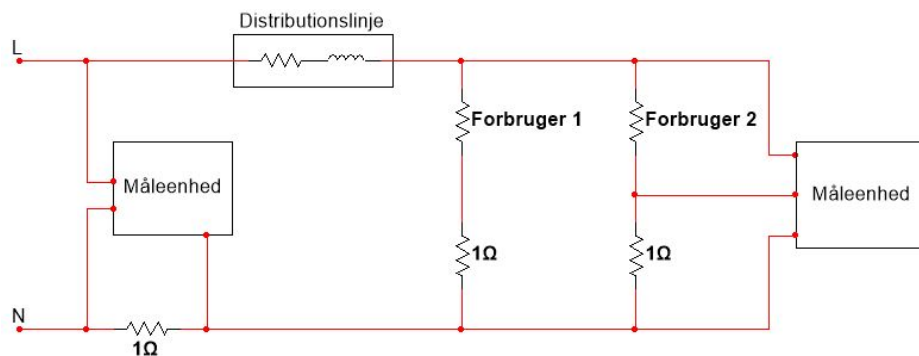 Distributionslinje
L
Forbruger 1
Forbruger 2
Måleenhed
Måleenhed
1Ω
1Ω
N
1Ω